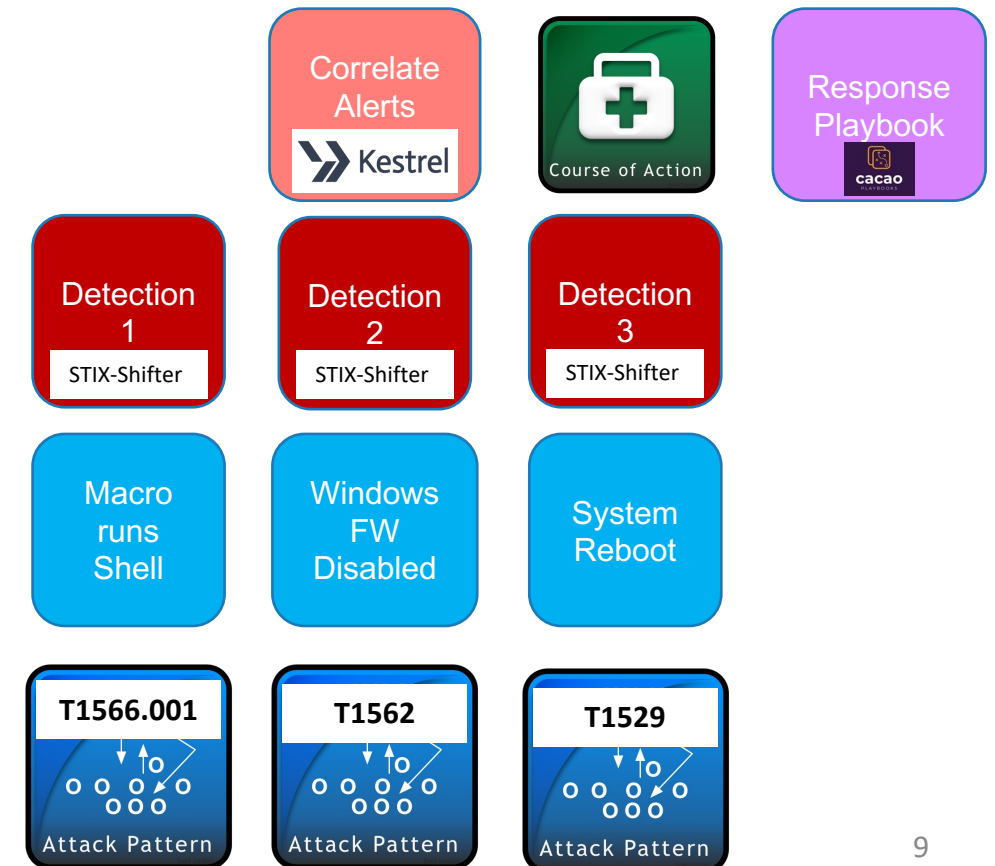 Correlate
Alerts
Kestrel
Course of Action
Response
Playbook
cacao
PLAYBOOKS
Detection
1
STIX-Shifter
Detection
2
STIX-Shifter
Detection
3
STIX-Shifter
Macro
runs
Shell
Windows
FW
Disabled
System
Reboot
T1566.001
O
O O O O
O O O
Attack Pattern
T1562
O
O O O O
O O O
Attack Pattern
T1529
O
O O O O
O O O
Attack Pattern
9